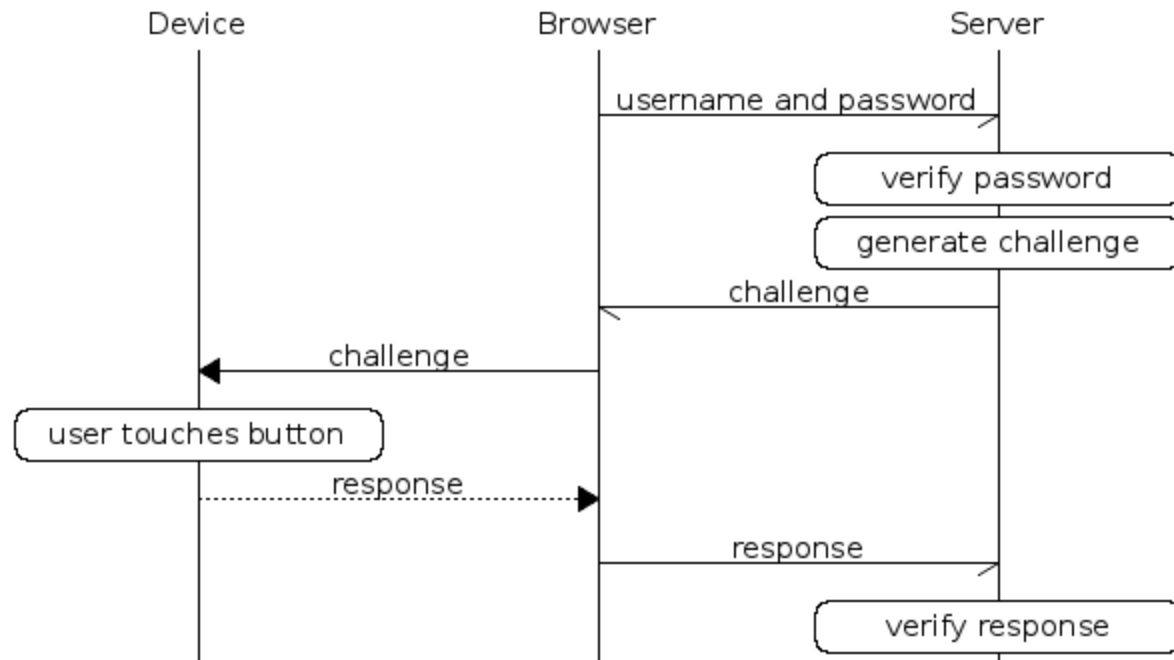 Device
Browser
Server
username and password
verify password
generate challenge
challenge
challenge
user touches button
response
response
verify response